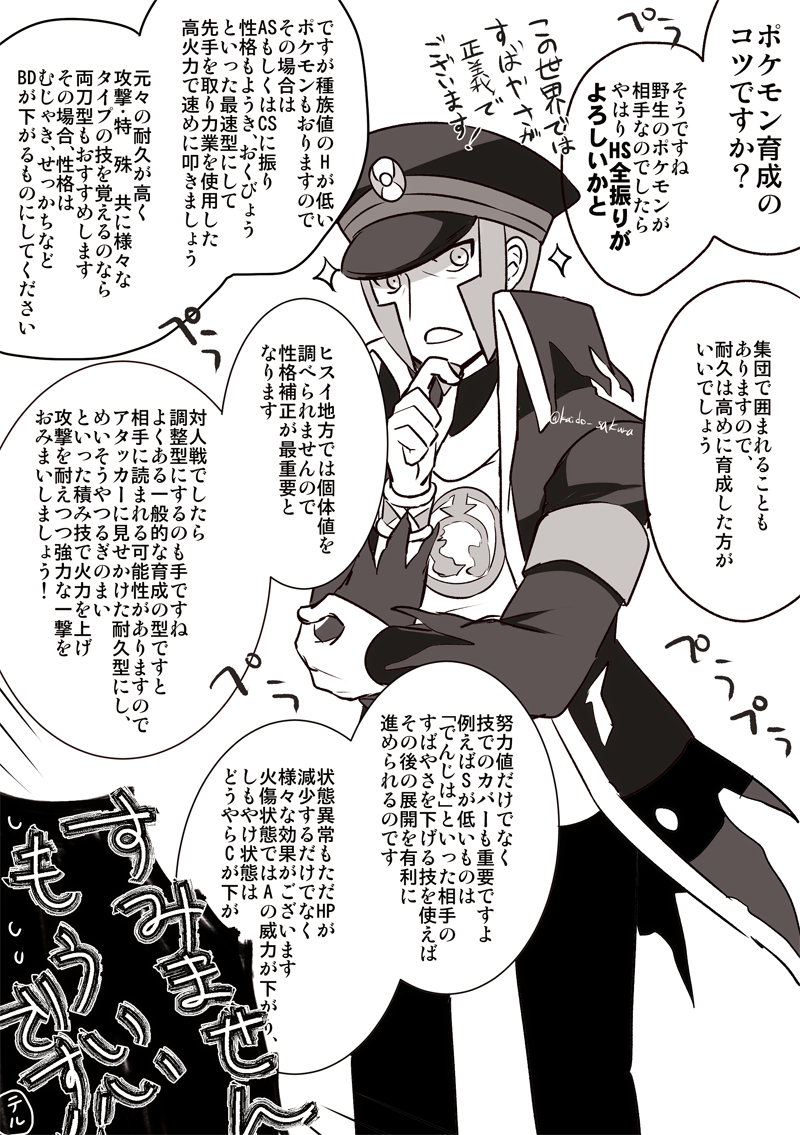 ポケモン育成の
コツですか？
そうですね
野生のポケモンが
相手なのでしたら
やはりHS全振りが
よろしいかと
この世界では
すばやさが
正義で
ございます！
ですが種族値のHが低い
ポケモンもおりますので
その場合は
ASもしくはCSに振り
性格もようき、おくびょう
といった最速型にして
先手を取り力業を使用した
高火力で速めに叩きましょう
元々の耐久が高く
攻撃・特殊共に様々な
タイプの技を覚えるのなら
両刀型もおすすめします
その場合、性格は
むじゃき、せっかちなど
BDが下がるものにしてください
集団で囲まれることも
ありますので、
耐久は高めに育成した方が
いいでしょう
ヒスイ地方では個体値を
調べられませんので
性格補正が最重要と
なります
対人戦でしたら
調整型にするのも手ですね
よくある一般的な育成の型ですと
相手に読まれる可能性がありますので
アタッカーに見せかけた耐久型にし、
めいそうやつるぎのまい
といった積み技で火力を上げ
攻撃を耐えつつ強力な一撃を
おみまいしましょう！
努力値だけでなく
技でのカバーも重要ですよ
例えばSが低いものは
「でんじは」といった相手の
すばやさを下げる技を使えば
その後の展開を有利に
進められるのです
状態異常もただHPが
減少するだけでなく
様々な効果がございます
火傷状態ではAの威力が下がり、
しもやけ状態は
どうやらCが下が
ペラ
ペラ
ペラ
ペラ
ペラ
@kaido_sakura
すみません
もういい
ですっ
テル